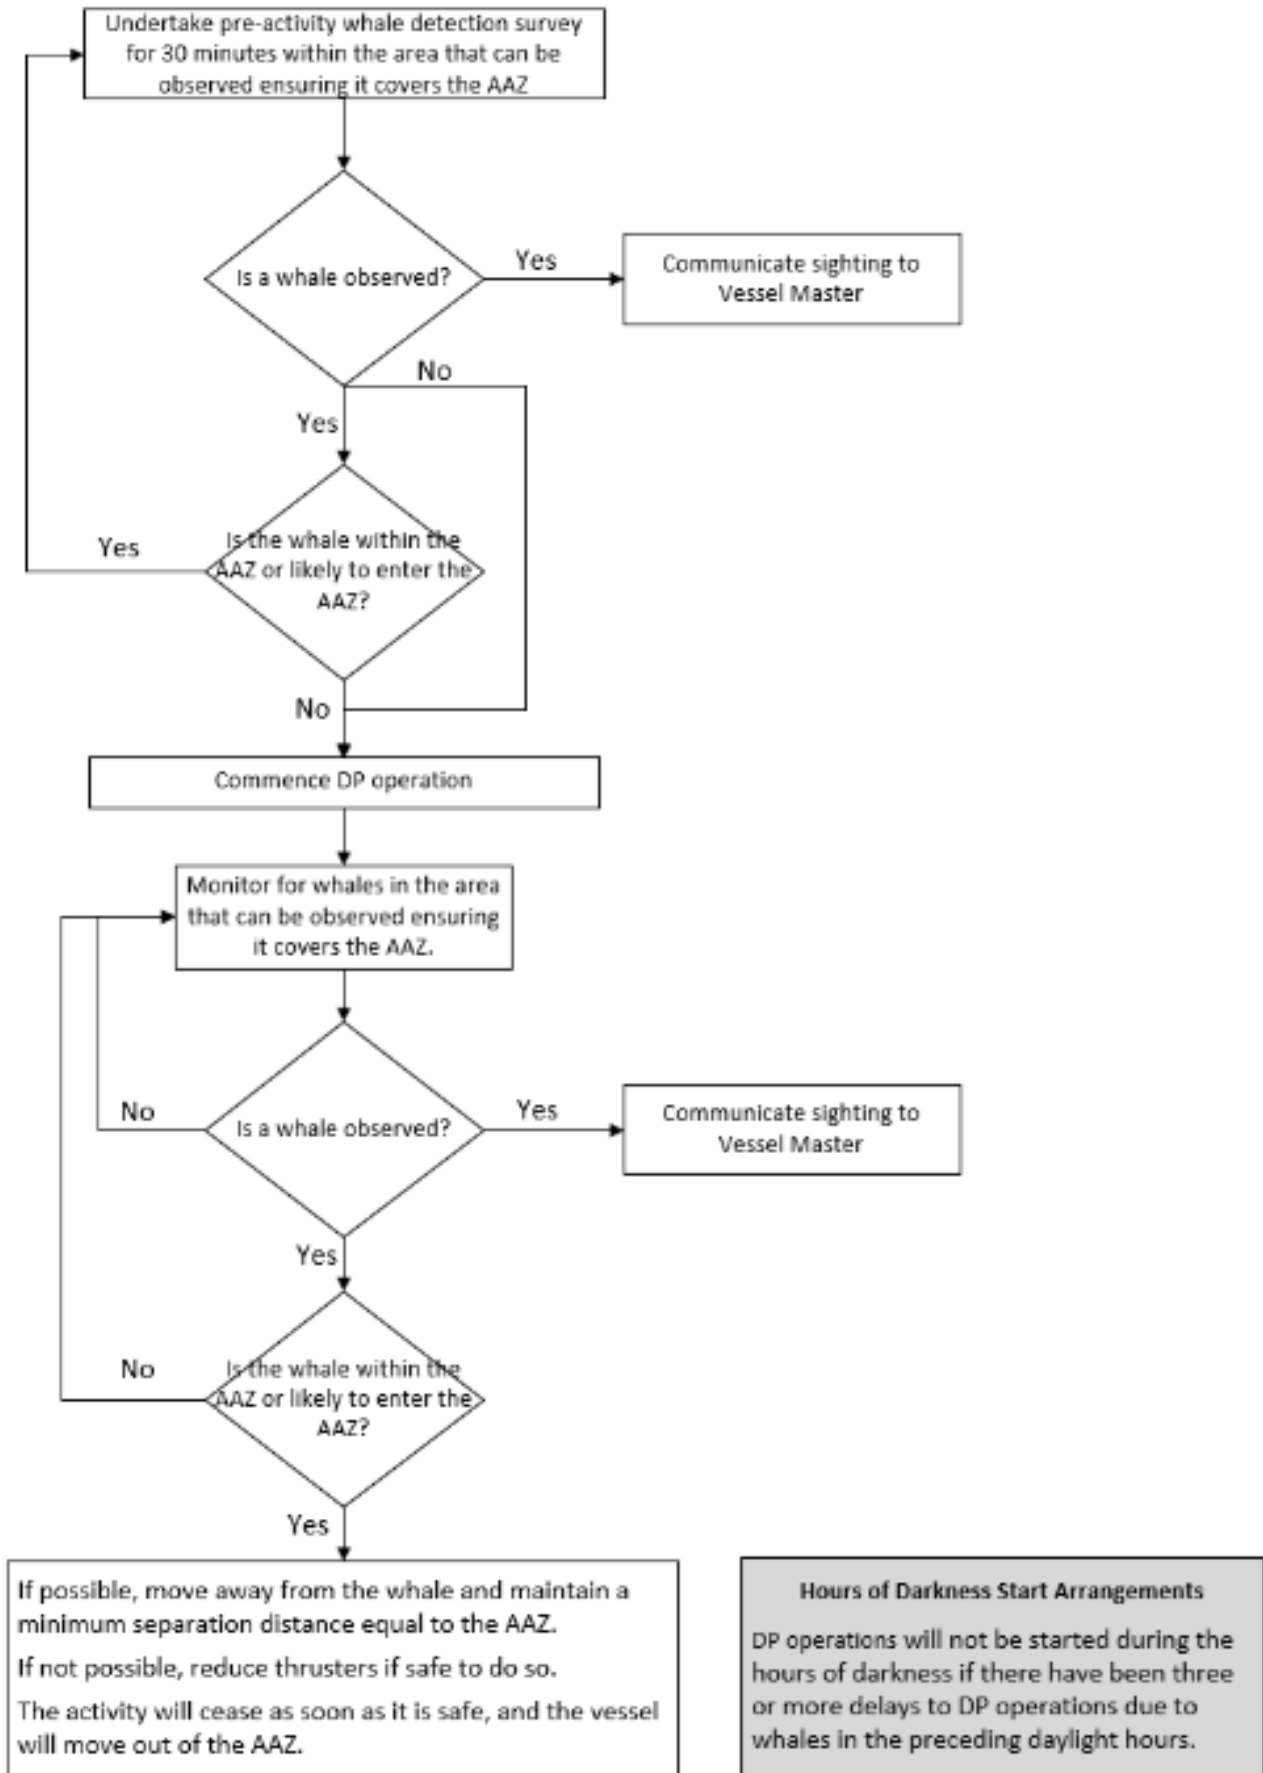 Undertake pre-activity whale detection survey
for 30 minutes within the area that can be
observed ensuring it covers the AAZ
Is a whale observed?
Yes
Communicate sighting to
Vessel Master
No
Yes
Is the whale within the
AAZ or likely to enter the
AAZ?
Yes
No
Commence DP operation
Monitor for whales in the area
that can be observed ensuring
it covers the AAZ.
No
Is a whale observed?
Yes
Communicate sighting to
Vessel Master
Yes
No
Is the whale within the
AAZ or likely to enter the
AAZ?
Yes
If possible, move away from the whale and maintain a
minimum separation distance equal to the AAZ.
If not possible, reduce thrusters if safe to do so.
The activity will cease as soon as it is safe, and the vessel
will move out of the AAZ.
Hours of Darkness Start Arrangements
DP operations will not be started during the
hours of darkness if there have been three
or more delays to DP operations due to
whales in the preceding daylight hours.